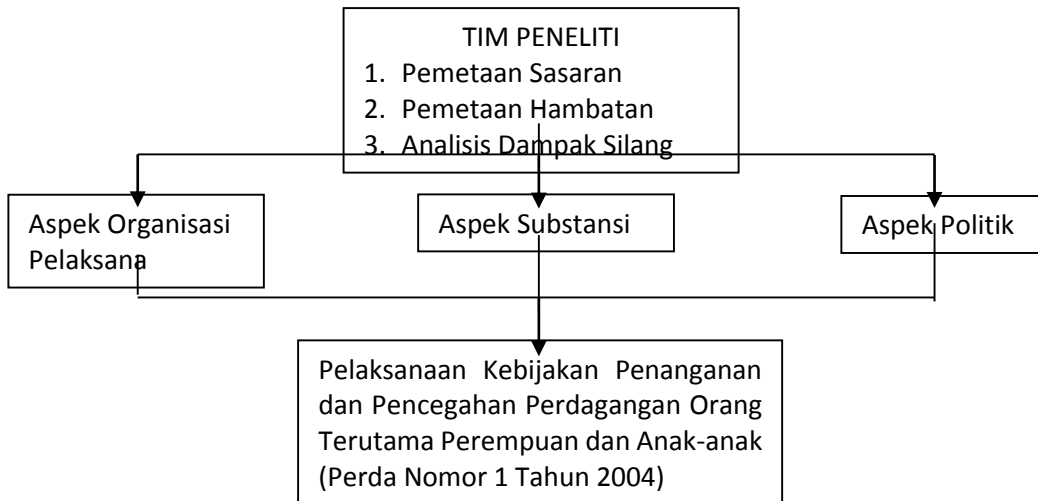 TIM PENELITI
1. Pemetaan Sasaran
2. Pemetaan Hambatan
3. Analisis Dampak Silang
Aspek Organisasi
Pelaksana
Aspek Substansi
Aspek Politik
Pelaksanaan Kebijakan Penanganan
dan Pencegahan Perdagangan Orang
Terutama Perempuan dan Anak-anak
(Perda Nomor 1 Tahun 2004)